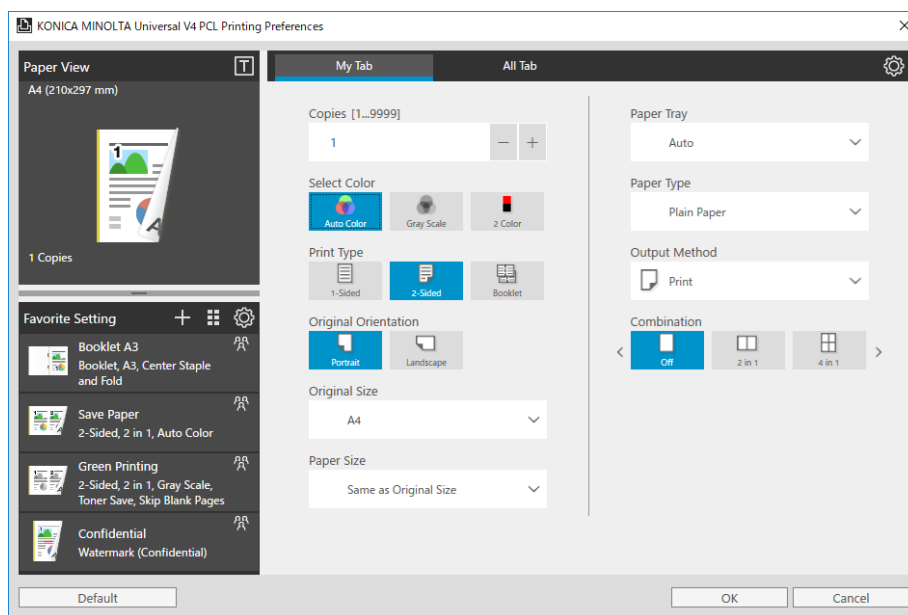 KONICA MINOLTA Universal V4 PCL Printing Preferences
Paper View
T
A4 (210x297 mm)
1
A
1 Copies
Favorite Setting
Booklet A3
Booklet, A3, Center Staple
and Fold
Save Paper
2-Sided, 2 in 1, Auto Color
Green Printing
2-Sided, 2 in 1, Gray Scale,
Toner Save, Skip Blank Pages
Confidential
Watermark (Confidential)
Default
My Tab
All Tab
Copies [1...9999]
1
Select Color
Auto Color
Gray Scale
2 Color
Print Type
1-Sided
2-Sided
Booklet
Original Orientation
Portrait
Landscape
Original Size
A4
Paper Size
Same as Original Size
Paper Tray
Auto
Paper Type
Plain Paper
Output Method
Print
Combination
Off
2 in 1
4 in 1
OK
Cancel